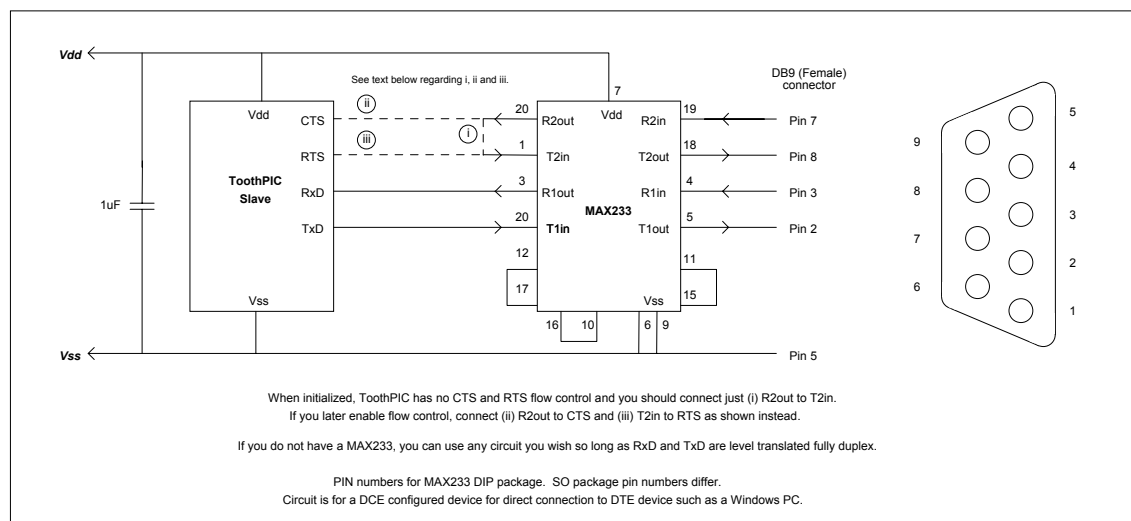 Vdd
See text below regarding i, ii and iii.
DB9 (Female)
connector
7
ii
20
19
Vdd
CTS
R2out
Vdd
R2in
Pin 7
5
i
9
iii
1
18
RTS
T2in
T2out
Pin 8
4
ToothPIC
Slave
3
4
8
1uF
RxD
R1out
R1in
Pin 3
MAX233
3
20
5
TxD
T1in
T1out
Pin 2
7
12
11
2
17
15
6
Vss
Vss
1
16
10
6
9
Vss
Pin 5
When initialized, ToothPIC has no CTS and RTS flow control and you should connect just (i) R2out to T2in.
If you later enable flow control, connect (ii) R2out to CTS and (iii) T2in to RTS as shown instead.
If you do not have a MAX233, you can use any circuit you wish so long as RxD and TxD are level translated fully duplex.
PIN numbers for MAX233 DIP package. SO package pin numbers differ.
Circuit is for a DCE configured device for direct connection to DTE device such as a Windows PC.